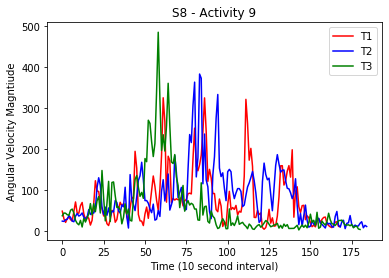 S8 - Activity 9
Angular Velocity Magntiude
500
400
300
200
100
0
T1
T2
T3
0 25 50 75 100 125 150 175
Time (10 second interval)